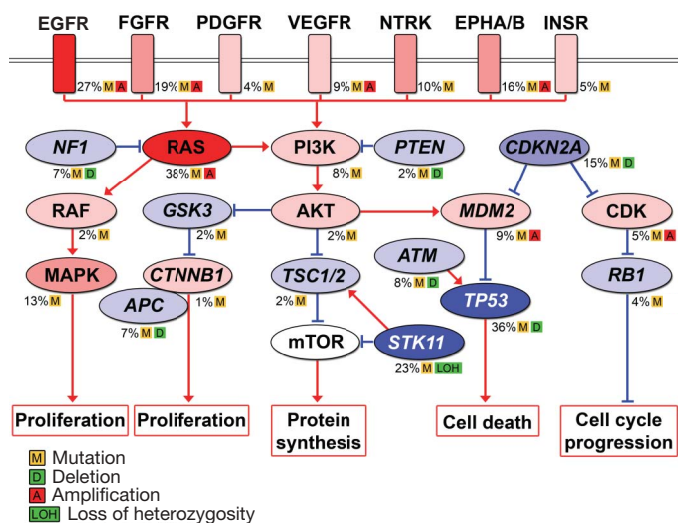 EGFR FGFR PDGFR VEGFR NTRK EPHA/B INSR
27% M A 19% M A 4% M 9% M A 10% M 16% M A 5% M
NF1 RAS PI3K PTEN CDKN2A
7% M D 38% M A 8% M 2% M D 15% M D
RAF GSK3 AKT MDM2 CDK
2% M 2% M 2% M 9% M A 5% M A
MAPK CTNNB1 TSC1/2 ATM RB1
13% M 1% M 2% M 8% M D 4% M
APC TP53
7% M D 36% M D
mTOR STK11
23% M LOH
Proliferation Proliferation Protein synthesis Cell death Cell cycle progression
M Mutation
D Deletion
A Amplification
LOH Loss of heterozygosity